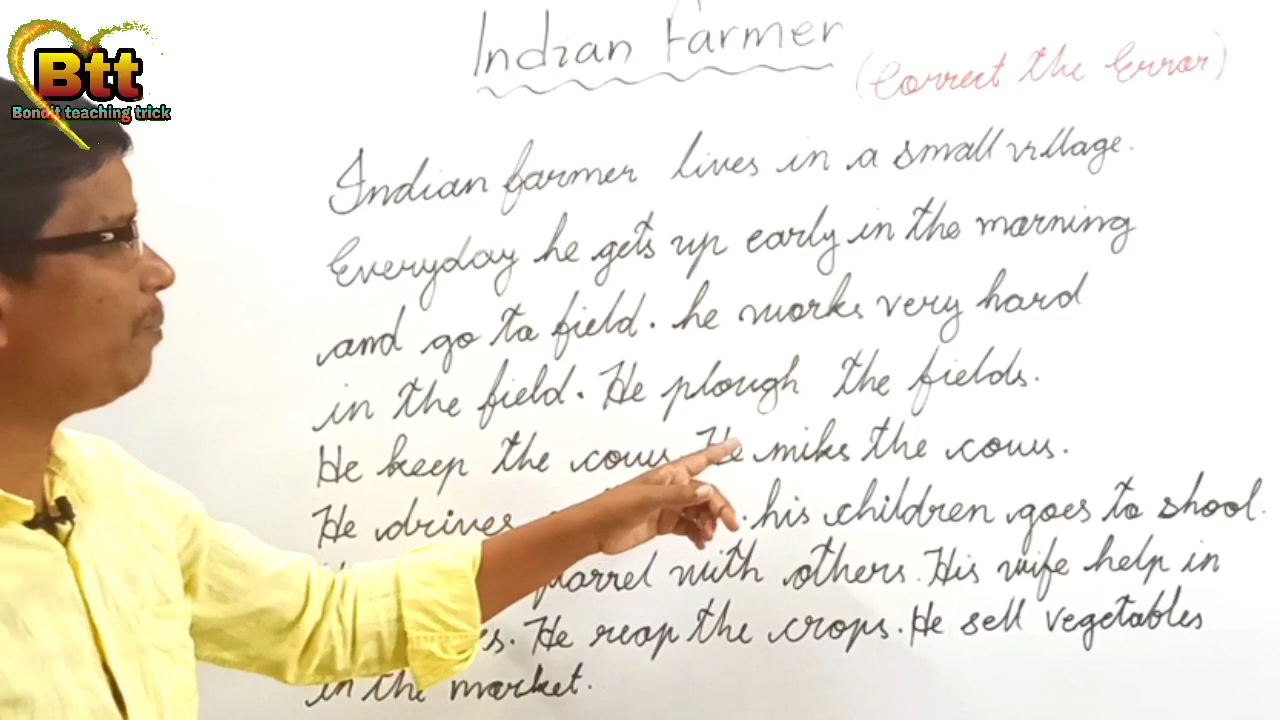 Btt
Bondit teaching trick
Indian Farmer
(Correct the Error)
Indian farmer lives in a small village.
Everyday he gets up early in the morning
and go to field. he works very hard
in the field. He plough the fields.
He keep the cows He miks the cows.
He drives . his children goes to shool.
with others. His wife help in
He reap the crops. He sell vegetables
in the market.